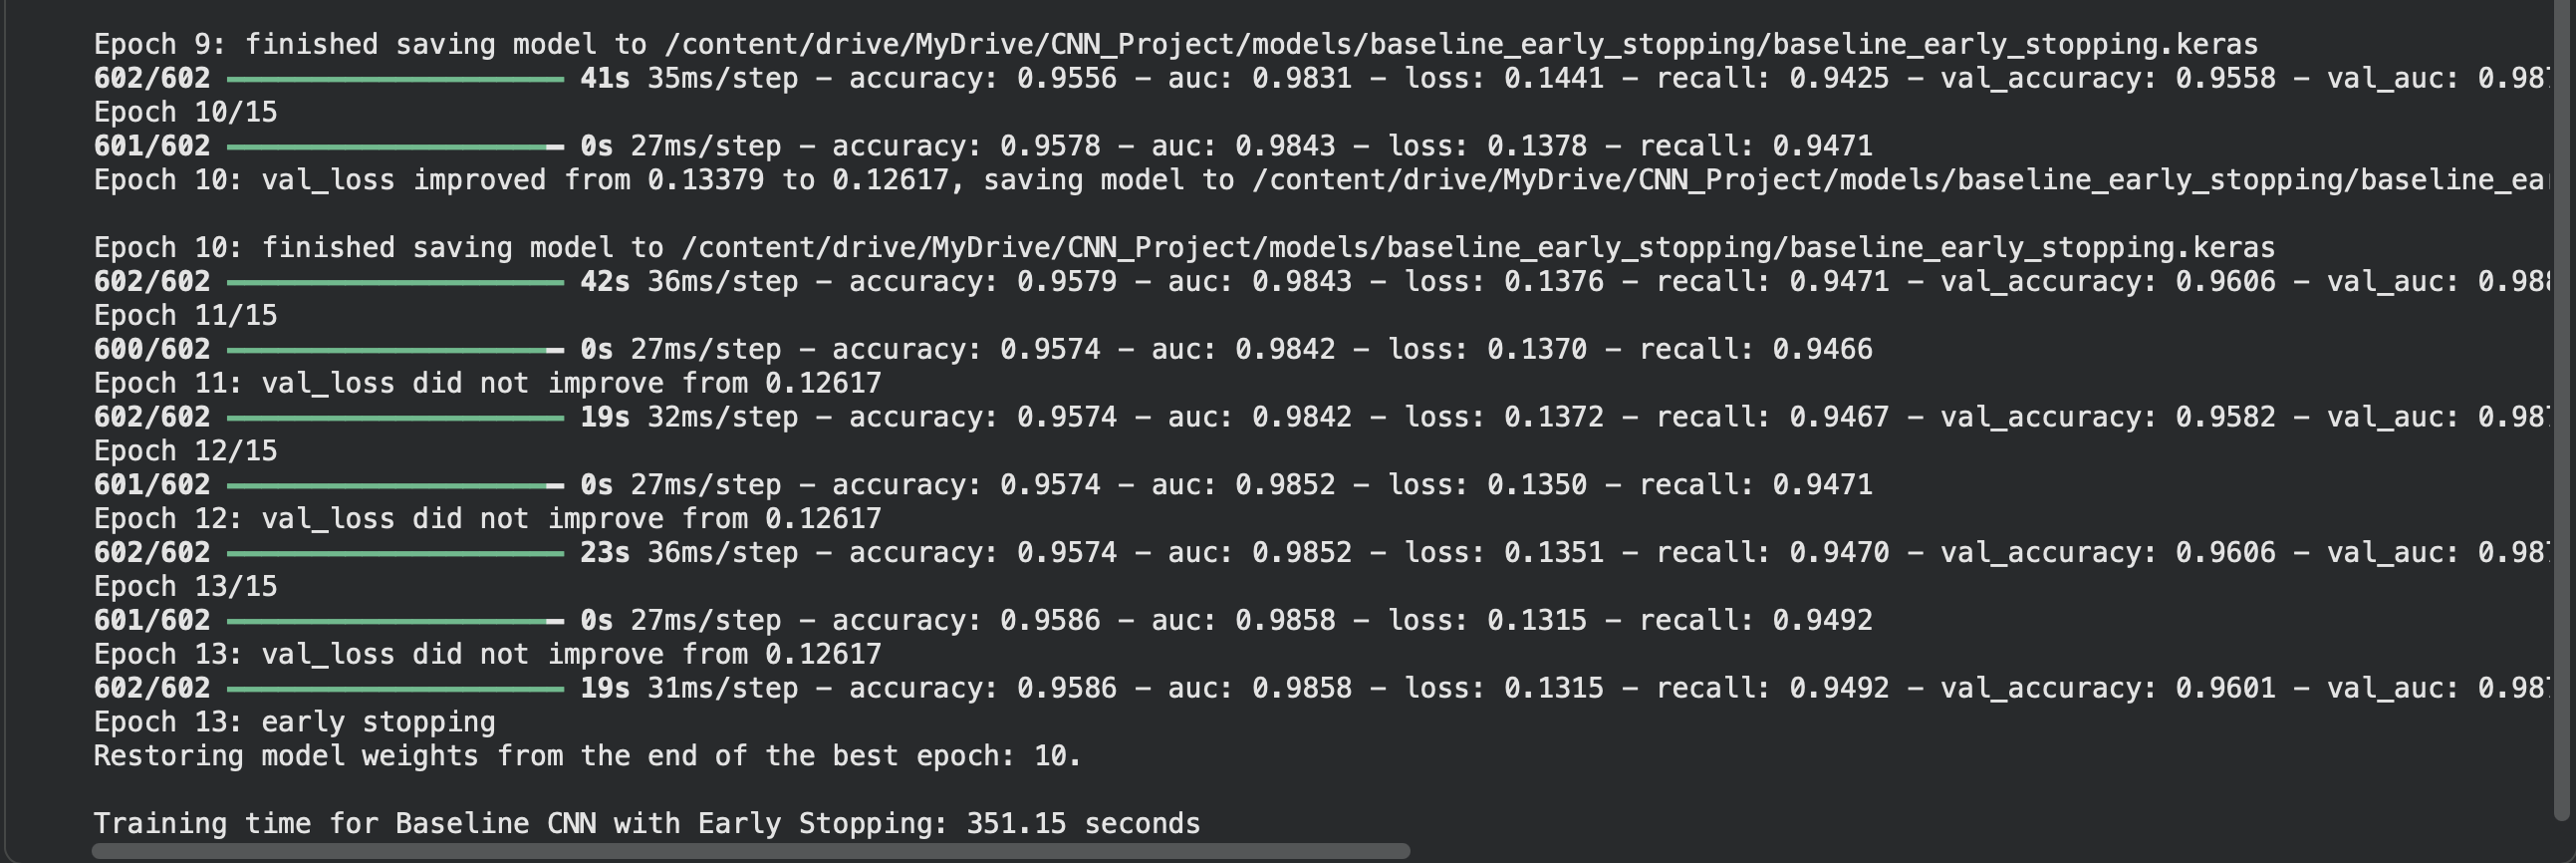 Epoch 9: finished saving model to /content/drive/MyDrive/CNN_Project/models/baseline_early_stopping/baseline_early_stopping.keras
602/602 ━━━━━━━━━━━━━━━━━━━━ 41s 35ms/step - accuracy: 0.9556 - auc: 0.9831 - loss: 0.1441 - recall: 0.9425 - val_accuracy: 0.9558 - val_auc: 0.98
Epoch 10/15
601/602 ━━━━━━━━━━━━━━━━━━━━ 0s 27ms/step - accuracy: 0.9578 - auc: 0.9843 - loss: 0.1378 - recall: 0.9471
Epoch 10: val_loss improved from 0.13379 to 0.12617, saving model to /content/drive/MyDrive/CNN_Project/models/baseline_early_stopping/baseline_ea
Epoch 10: finished saving model to /content/drive/MyDrive/CNN_Project/models/baseline_early_stopping/baseline_early_stopping.keras
602/602 ━━━━━━━━━━━━━━━━━━━━ 42s 36ms/step - accuracy: 0.9579 - auc: 0.9843 - loss: 0.1376 - recall: 0.9471 - val_accuracy: 0.9606 - val_auc: 0.98
Epoch 11/15
600/602 ━━━━━━━━━━━━━━━━━━━━ 0s 27ms/step - accuracy: 0.9574 - auc: 0.9842 - loss: 0.1370 - recall: 0.9466
Epoch 11: val_loss did not improve from 0.12617
602/602 ━━━━━━━━━━━━━━━━━━━━ 19s 32ms/step - accuracy: 0.9574 - auc: 0.9842 - loss: 0.1372 - recall: 0.9467 - val_accuracy: 0.9582 - val_auc: 0.98
Epoch 12/15
601/602 ━━━━━━━━━━━━━━━━━━━━ 0s 27ms/step - accuracy: 0.9574 - auc: 0.9852 - loss: 0.1350 - recall: 0.9471
Epoch 12: val_loss did not improve from 0.12617
602/602 ━━━━━━━━━━━━━━━━━━━━ 23s 36ms/step - accuracy: 0.9574 - auc: 0.9852 - loss: 0.1351 - recall: 0.9470 - val_accuracy: 0.9606 - val_auc: 0.98
Epoch 13/15
601/602 ━━━━━━━━━━━━━━━━━━━━ 0s 27ms/step - accuracy: 0.9586 - auc: 0.9858 - loss: 0.1315 - recall: 0.9492
Epoch 13: val_loss did not improve from 0.12617
602/602 ━━━━━━━━━━━━━━━━━━━━ 19s 31ms/step - accuracy: 0.9586 - auc: 0.9858 - loss: 0.1315 - recall: 0.9492 - val_accuracy: 0.9601 - val_auc: 0.98
Epoch 13: early stopping
Restoring model weights from the end of the best epoch: 10.
Training time for Baseline CNN with Early Stopping: 351.15 seconds